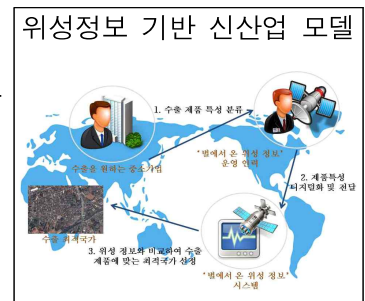 위성정보 기반 신산업 모델
1. 수출 제품 특성 분류
수출을 원하는 중소기업
"별에서 온 위성 정보"
운영 인력
2. 제품특성
디지털화 및 전달
수출 최적국가
3. 위성 정보와 비교하여 수출
제품에 맞는 최적국가 산정
"별에서 온 위성 정보"
시스템